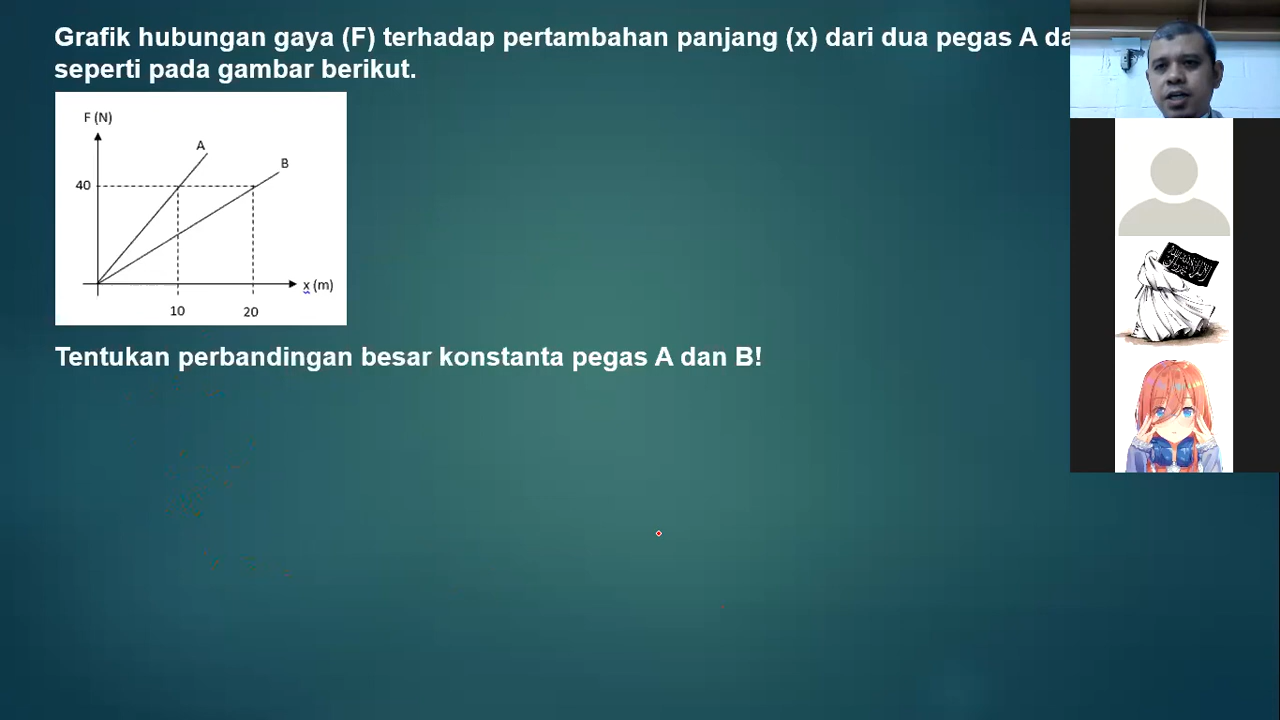 Grafik hubungan gaya (F) terhadap pertambahan panjang (x) dari dua pegas A
seperti pada gambar berikut.
F (N)
A
B
40
x (m)
10
20
Tentukan perbandingan besar konstanta pegas A dan B!